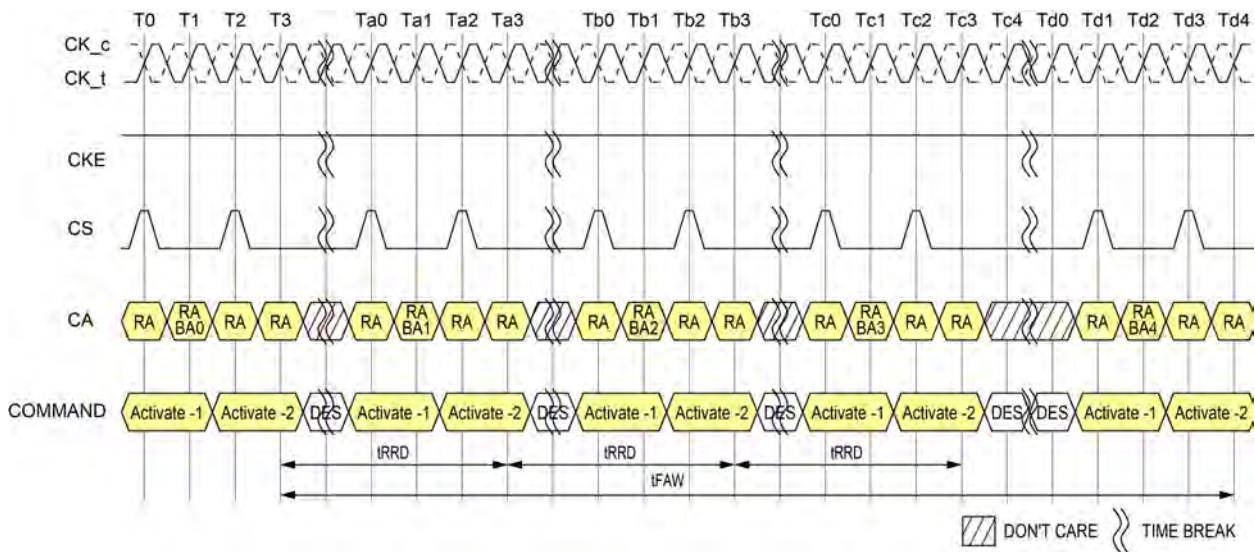 T0 T1 T2 T3 Ta0 Ta1 Ta2 Ta3 Tb0 Tb1 Tb2 Tb3 Tc0 Tc1 Tc2 Tc3 Tc4 Td0 Td1 Td2 Td3 Td4
CK_c
CK_t
CKE
CS
CA RA RA BA0 RA RA RA RA BA1 RA RA RA RA BA2 RA RA RA RA BA3 RA RA RA RA BA4 RA RA
COMMAND Activate -1 Activate -2 DES Activate -1 Activate -2 DES Activate -1 Activate -2 DES Activate -1 Activate -2 DES DES Activate -1 Activate -2
tRRD tRRD tRRD
tFAW
DON'T CARE TIME BREAK